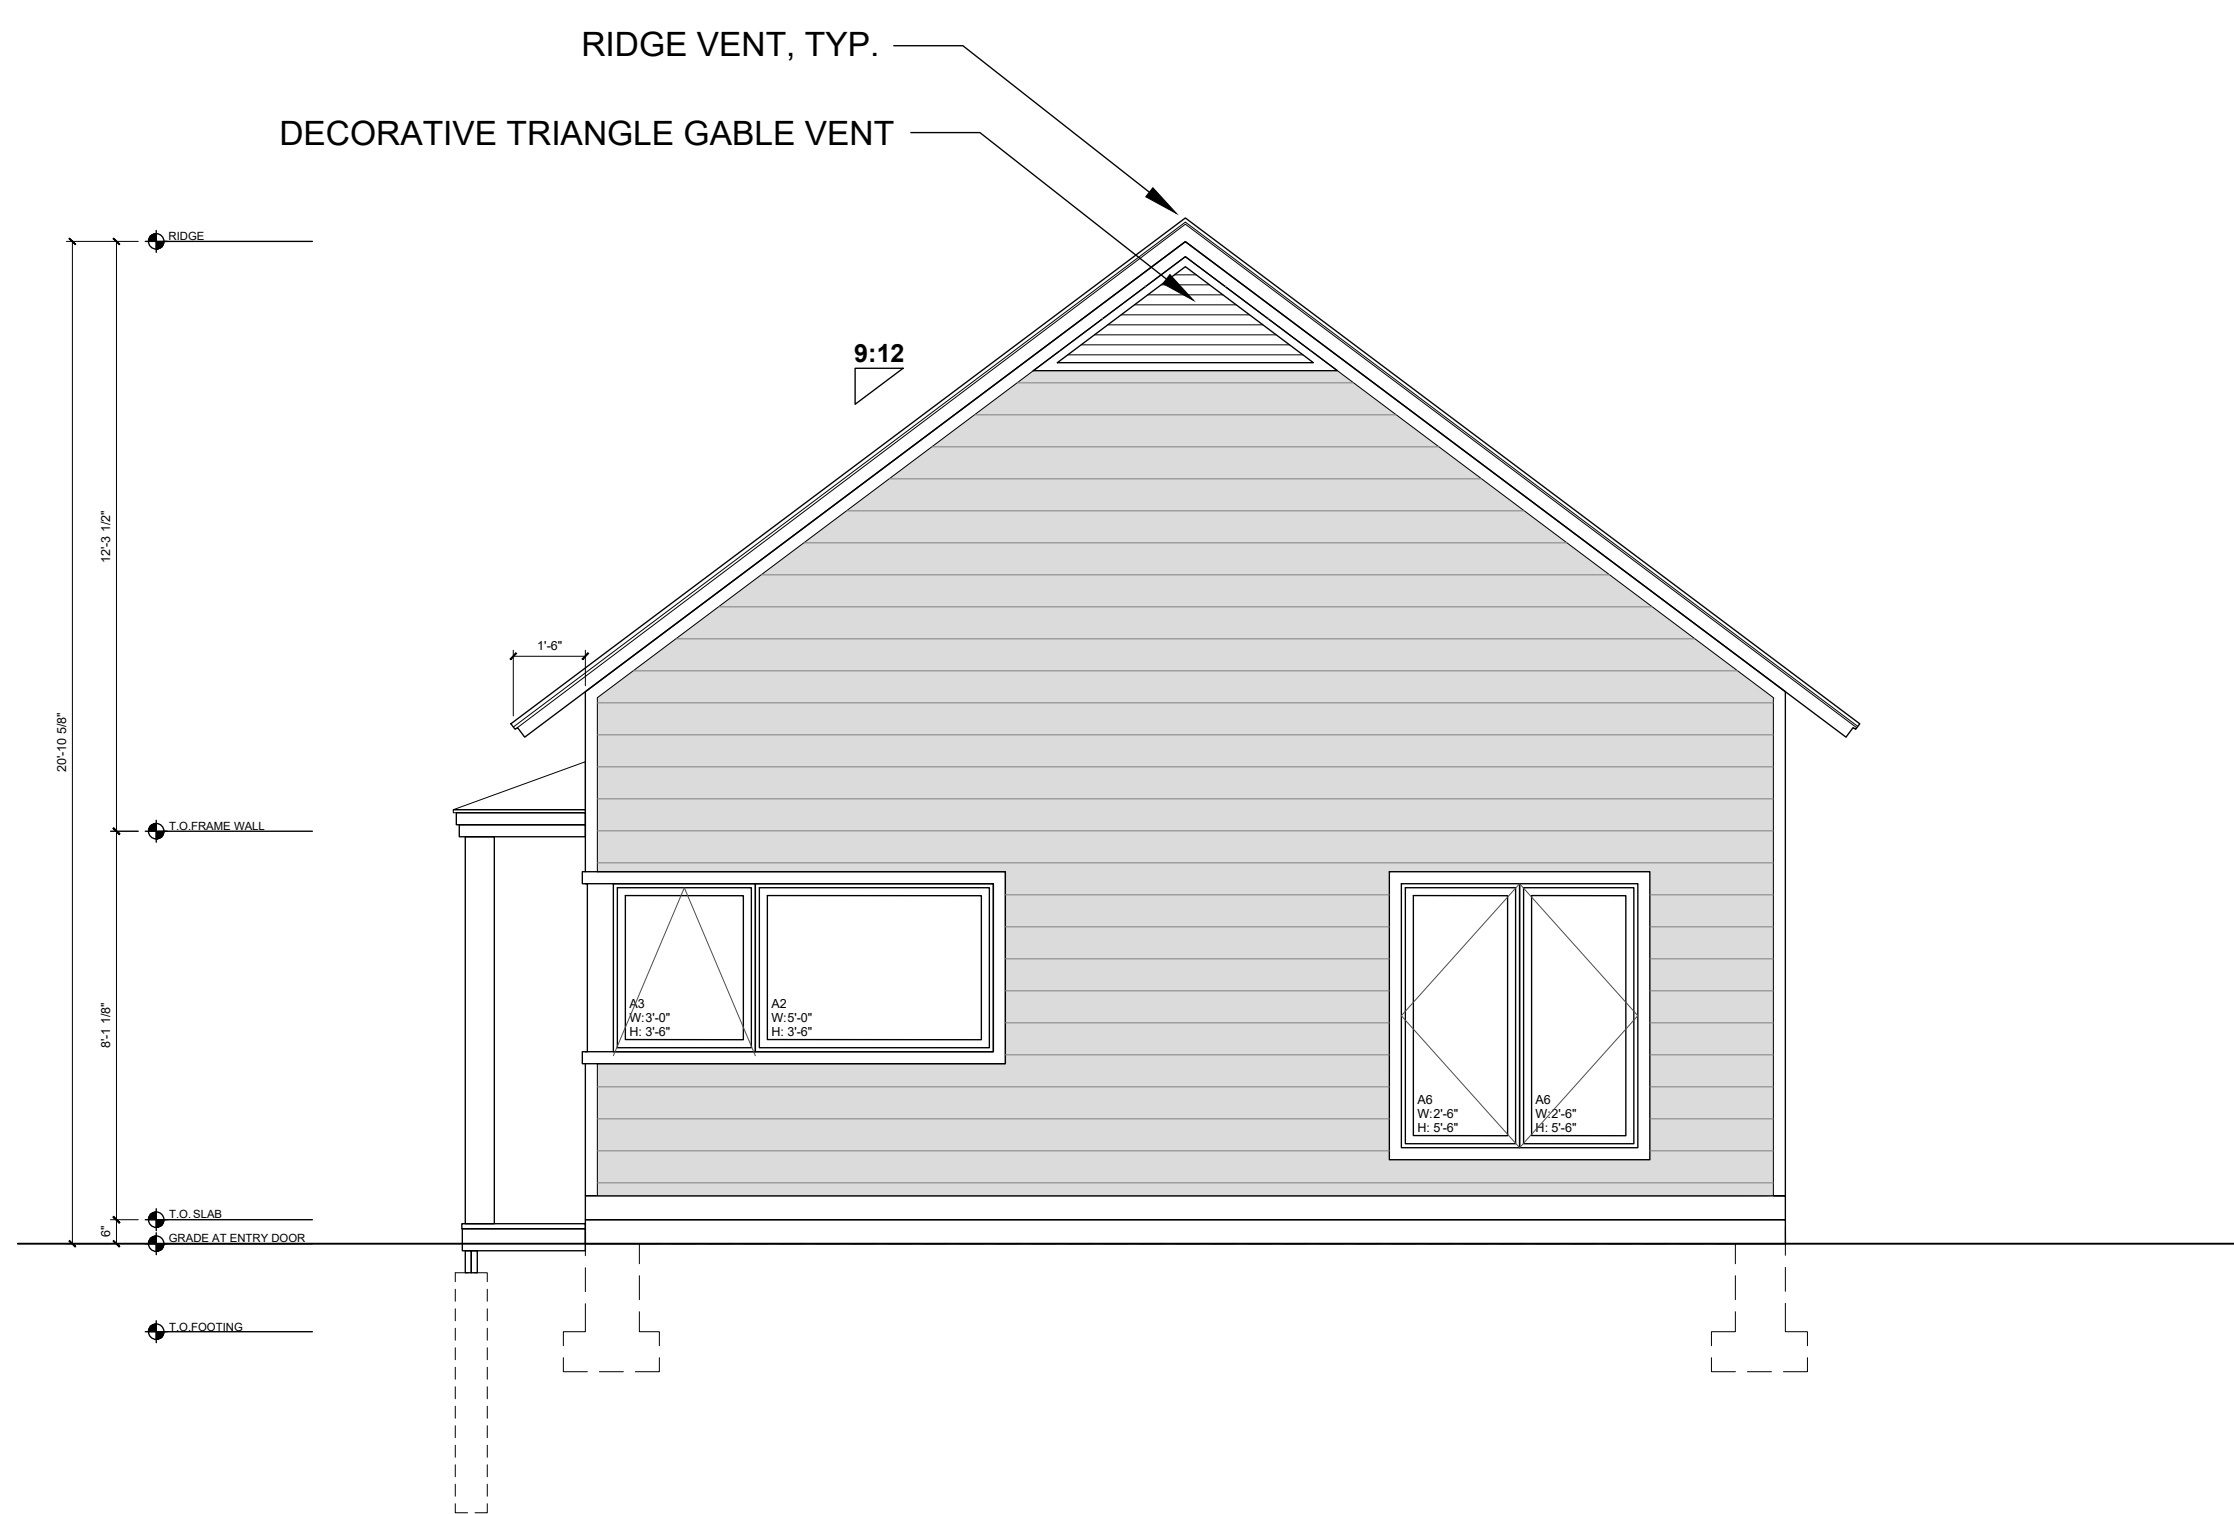 RIDGE VENT, TYP.
DECORATIVE TRIANGLE GABLE VENT
RIDGE
9:12
12'-3 1/2"
1'-6"
20'-10 5/8"
T.O.FRAME WALL
A3
W:3'-0"
H: 3'-6"
A2
W:5'-0"
H: 3'-6"
8'-1 1/8"
A6
W:2'-6"
H: 5'-6"
A6
W:2'-6"
H: 5'-6"
T.O. SLAB
6"
GRADE AT ENTRY DOOR
T.O.FOOTING